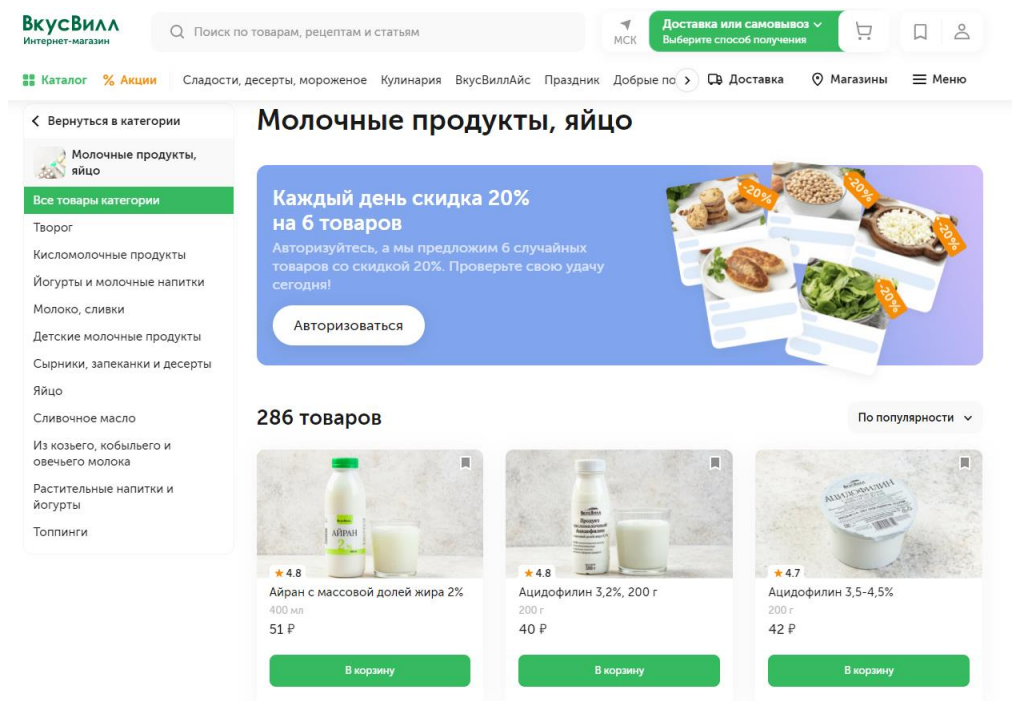 ВкусВилл
Интернет-магазин
Поиск по товарам, рецептам и статьям
МСК
Доставка или самовывоз
Выберите способ получения
Каталог
% Акции
Сладости, десерты, мороженое
Кулинария
ВкусВиллАйс
Праздник
Добрые по
Доставка
Магазины
Меню
Вернуться в категории
Молочные продукты,
яйцо
Все товары категории
Творог
Кисломолочные продукты
Йогурты и молочные напитки
Молоко, сливки
Детские молочные продукты
Сырники, запеканки и десерты
Яйцо
Сливочное масло
Из козьего, кобыльего и
овечьего молока
Растительные напитки и
йогурты
Топпинги
Молочные продукты, яйцо
Каждый день скидка 20%
на 6 товаров
Авторизуйтесь, а мы предложим 6 случайных
товаров со скидкой 20%. Проверьте свою удачу
сегодня!
Авторизоваться
-20%
-20%
-20%
-20%
286 товаров
По популярности
АЙРАН
2%
4.8
Айран с массовой долей жира 2%
400 мл
51 ₽
В корзину
4.8
Ацидофилин 3,2%, 200 г
200 г
40 ₽
В корзину
АЦИДОФИЛИН
4.7
Ацидофилин 3,5-4,5%
200 г
42 ₽
В корзину